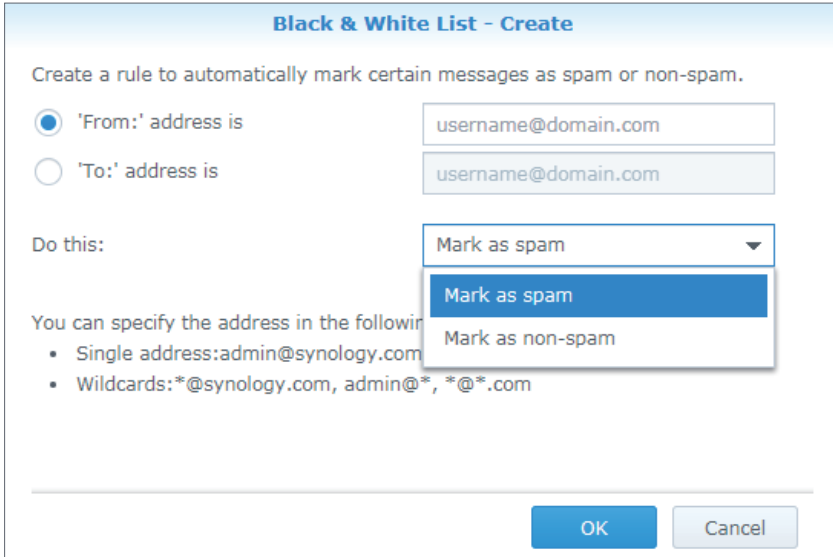 Black & White List - Create
Create a rule to automatically mark certain messages as spam or non-spam.
'From:' address is
username@domain.com
'To:' address is
username@domain.com
Do this:
Mark as spam
Mark as spam
Mark as non-spam
You can specify the address in the
• Single address:admin@synology.com
• Wildcards:*@synology.com, admin@*, *@*.com
OK
Cancel